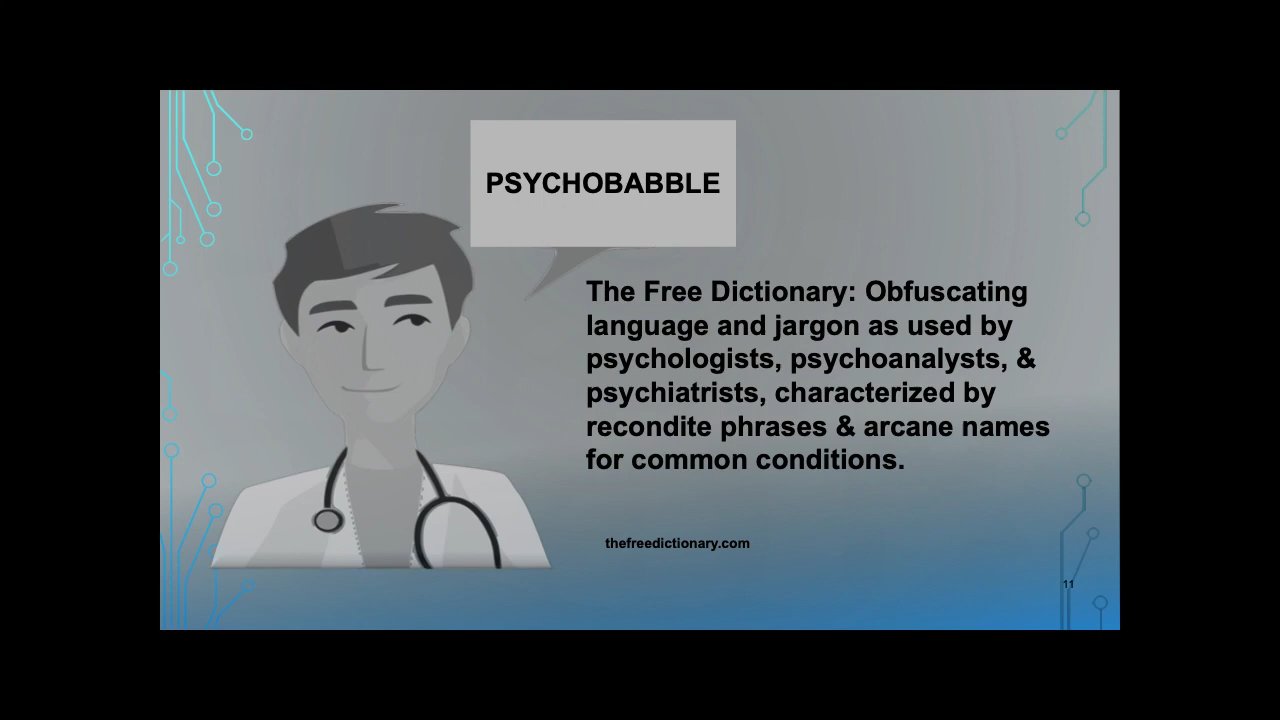 PSYCHOBABBLE
The Free Dictionary: Obfuscating
language and jargon as used by
psychologists, psychoanalysts, &
psychiatrists, characterized by
recondite phrases & arcane names
for common conditions.
thefreedictionary.com
11